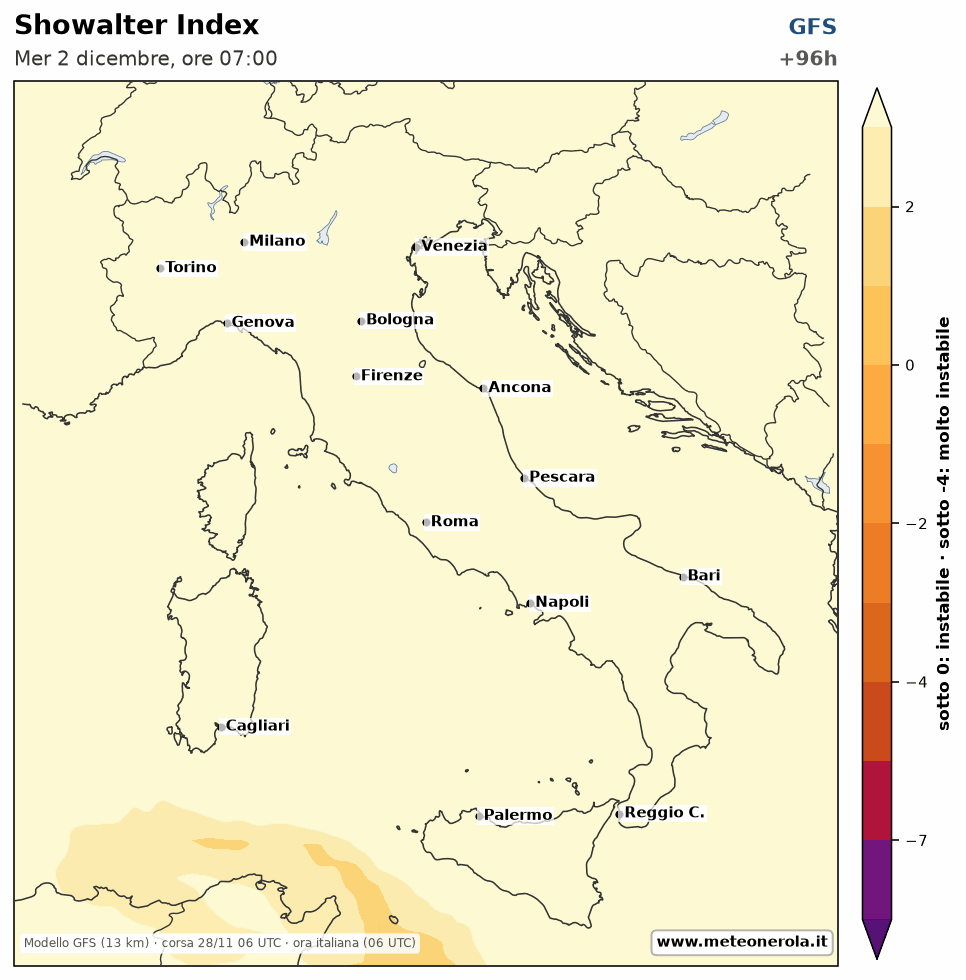 Showalter Index
GFS
Mer 2 dicembre, ore 07:00
+96h
Milano
Venezia
Torino
Genova
Bologna
Firenze
Ancona
Pescara
Roma
Bari
Napoli
Cagliari
Palermo
Reggio C.
2
0
−2
−4
−7
sotto 0: instabile · sotto -4: molto instabile
Modello GFS (13 km) · corsa 28/11 06 UTC · ora italiana (06 UTC)
www.meteonerola.it